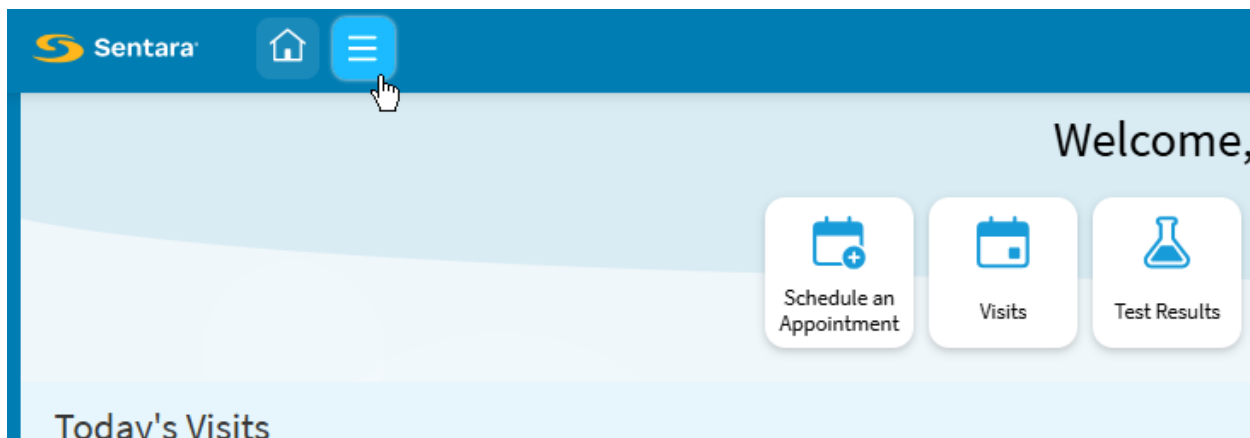 Sentara
Welcome,
Schedule an
Appointment
Visits
Test Results
Today's Visits